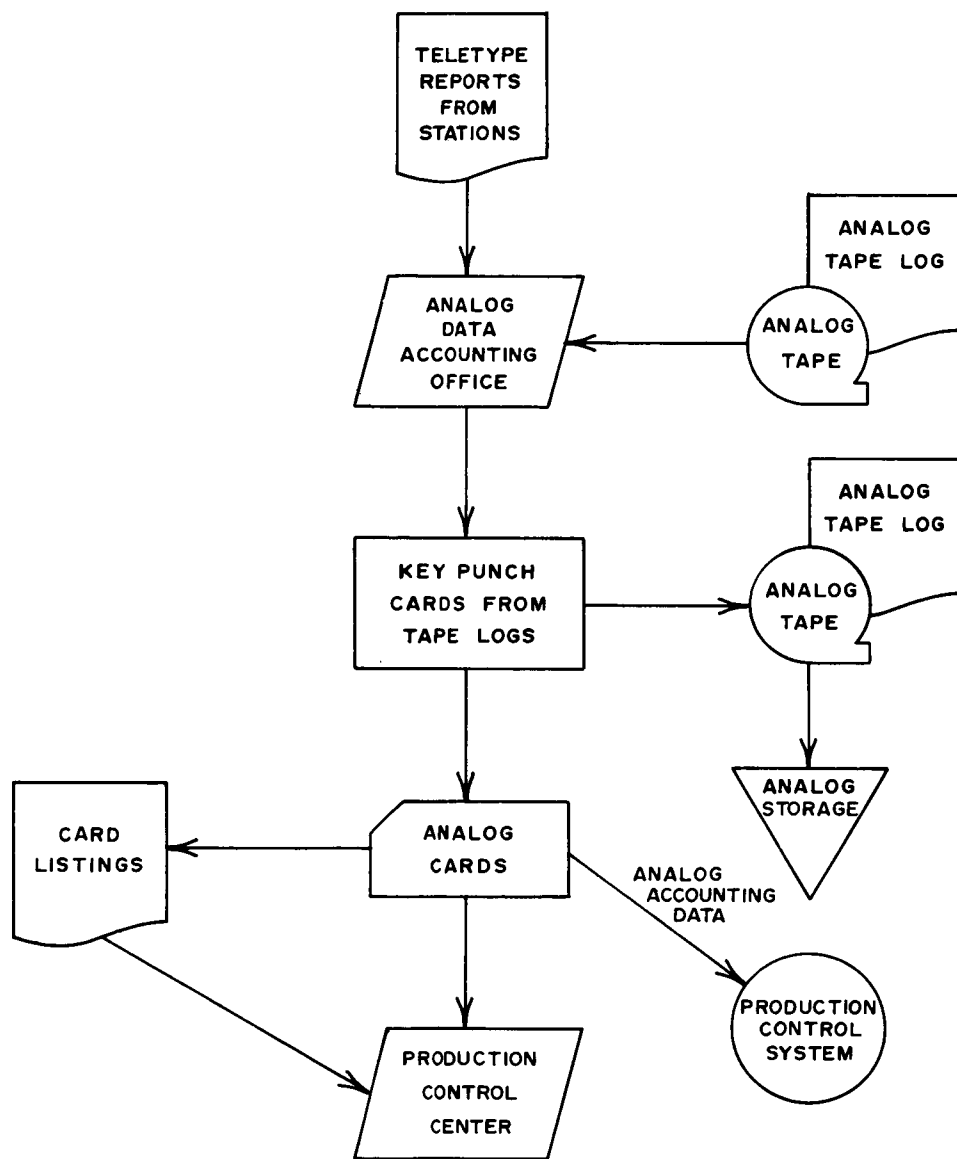 TELETYPE
REPORTS
FROM
STATIONS
ANALOG
TAPE LOG
ANALOG
TAPE
ANALOG
DATA
ACCOUNTING
OFFICE
ANALOG
TAPE LOG
ANALOG
TAPE
KEY PUNCH
CARDS FROM
TAPE LOGS
ANALOG
STORAGE
CARD
LISTINGS
ANALOG
CARDS
ANALOG
ACCOUNTING
DATA
PRODUCTION
CONTROL
SYSTEM
PRODUCTION
CONTROL
CENTER